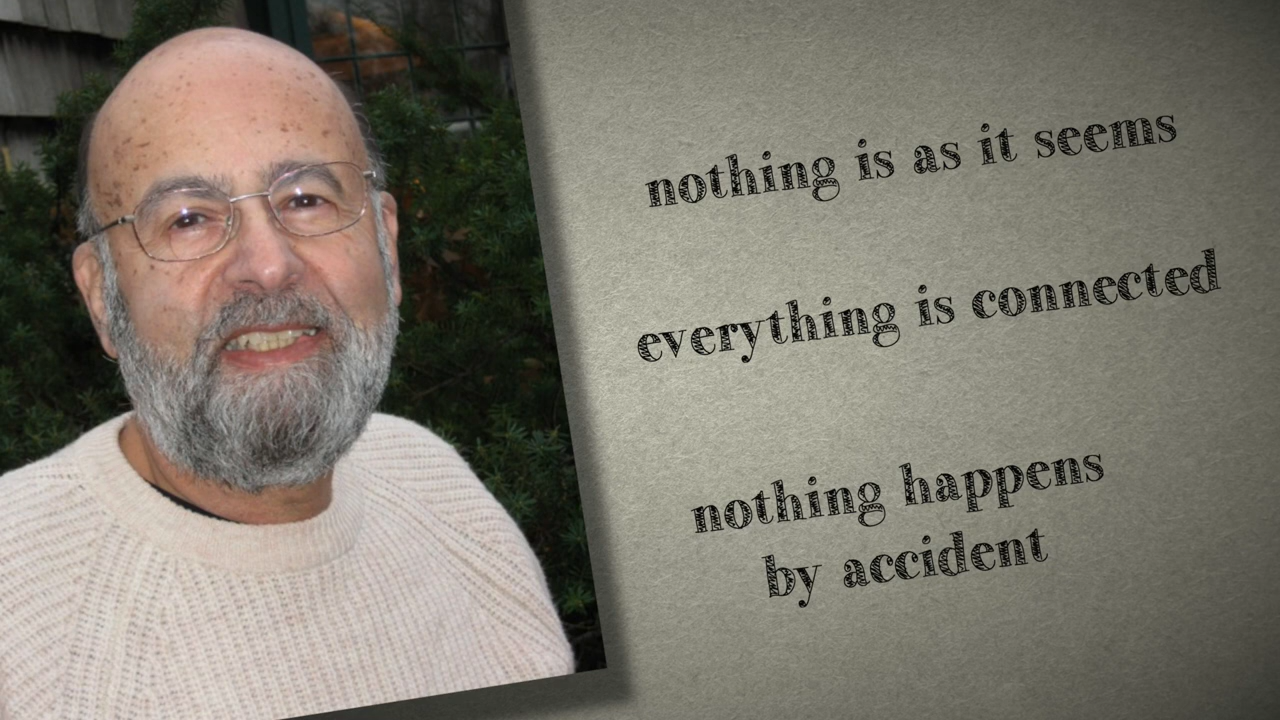 nothing is as it seems
everything is connected
nothing happens
by accident